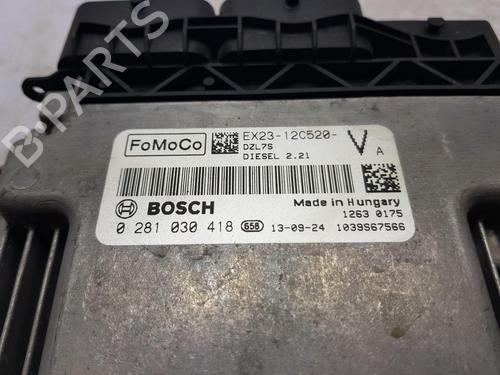 FoMoCo
EX23-12C520-
V A
DZL7S
DIESEL 2.2l
BOSCH
Made in Hungary
1263 0175
0 281 030 418 658 13-09-24 1039S67566
B-PARTS